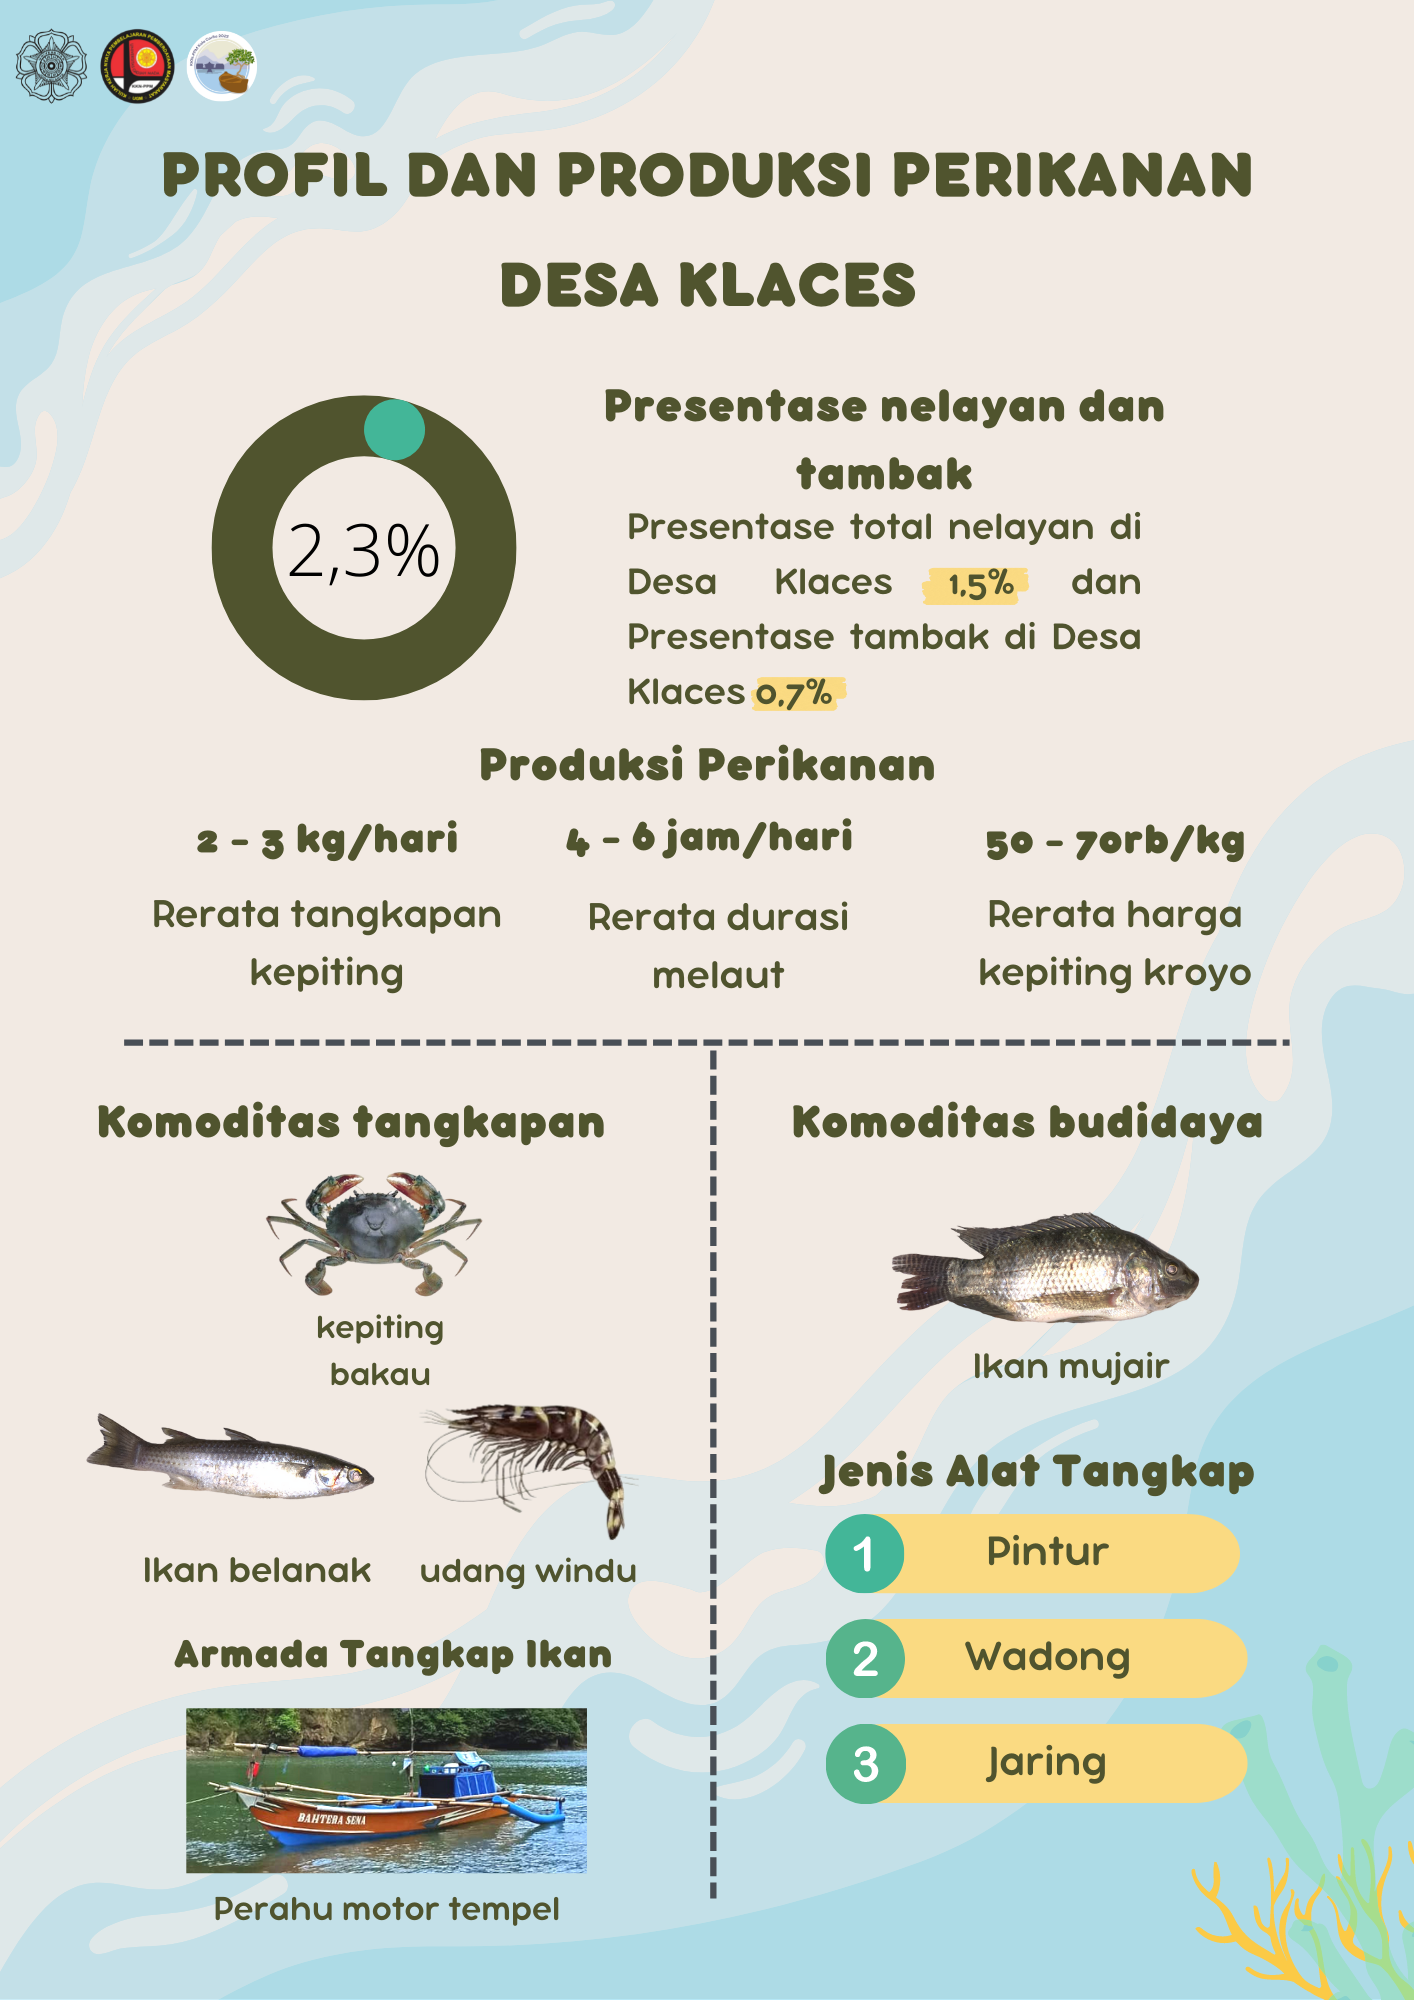 PROFIL DAN PRODUKSI PERIKANAN
DESA KLACES
2,3%
Presentase nelayan dan
tambak
Presentase total nelayan di
Desa Klaces 1,5% dan
Presentase tambak di Desa
Klaces 0,7%
Produksi Perikanan
2 - 3 kg/hari
Rerata tangkapan
kepiting
4 - 6 jam/hari
Rerata durasi
melaut
50 - 70rb/kg
Rerata harga
kepiting kroyo
Komoditas tangkapan
kepiting
bakau
Ikan belanak
udang windu
Armada Tangkap Ikan
BAHTERA SENA
Perahu motor tempel
Komoditas budidaya
Ikan mujair
Jenis Alat Tangkap
1 Pintur
2 Wadong
3 Jaring